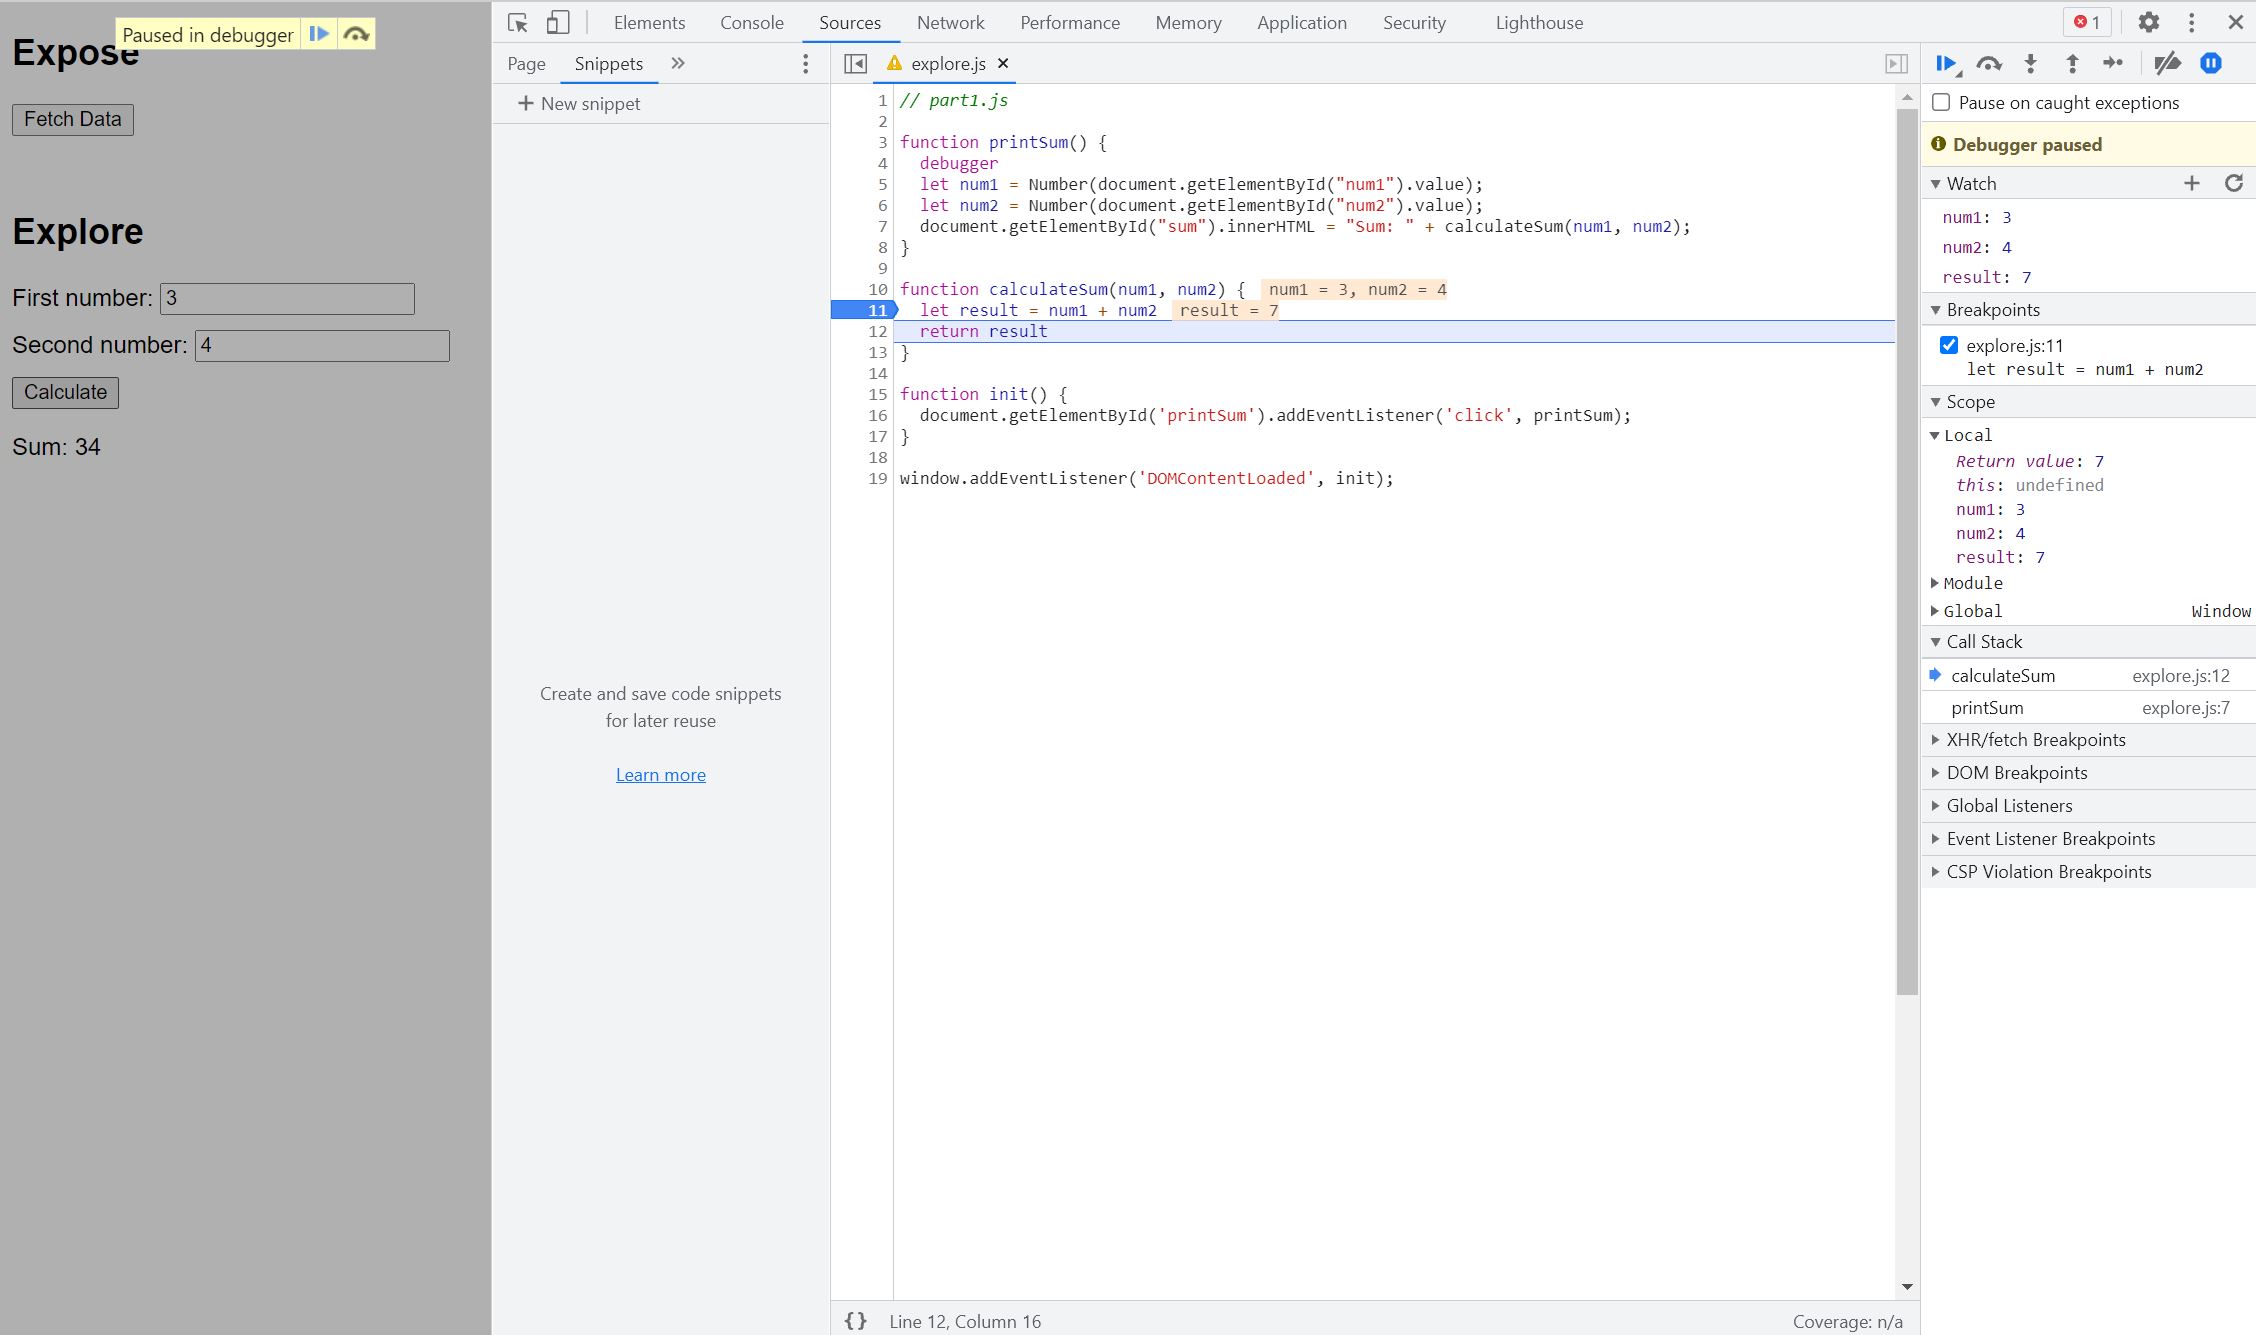 Paused in debugger
Expose
Fetch Data
Explore
First number: 3
Second number: 4
Calculate
Sum: 34
Elements Console Sources Network Performance Memory Application Security Lighthouse 1
Page Snippets
New snippet
Create and save code snippets
for later reuse
Learn more
explore.js
1 // part1.js
2
3 function printSum() {
4 debugger
5 let num1 = Number(document.getElementById("num1").value);
6 let num2 = Number(document.getElementById("num2").value);
7 document.getElementById("sum").innerHTML = "Sum: " + calculateSum(num1, num2);
8 }
9
10 function calculateSum(num1, num2) { num1 = 3, num2 = 4
11 let result = num1 + num2 result = 7
12 return result
13 }
14
15 function init() {
16 document.getElementById('printSum').addEventListener('click', printSum);
17 }
18
19 window.addEventListener('DOMContentLoaded', init);
{} Line 12, Column 16 Coverage: n/a
Pause on caught exceptions
Debugger paused
Watch
num1: 3
num2: 4
result: 7
Breakpoints
explore.js:11
let result = num1 + num2
Scope
Local
Return value: 7
this: undefined
num1: 3
num2: 4
result: 7
Module
Global Window
Call Stack
calculateSum explore.js:12
printSum explore.js:7
XHR/fetch Breakpoints
DOM Breakpoints
Global Listeners
Event Listener Breakpoints
CSP Violation Breakpoints